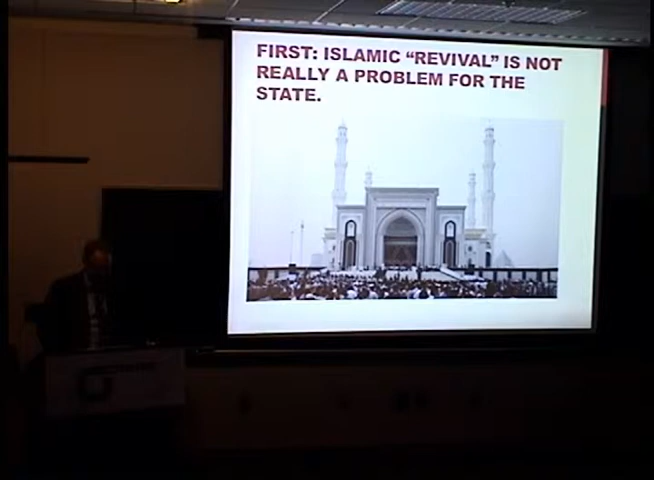 FIRST: ISLAMIC “REVIVAL” IS NOT
REALLY A PROBLEM FOR THE
STATE.